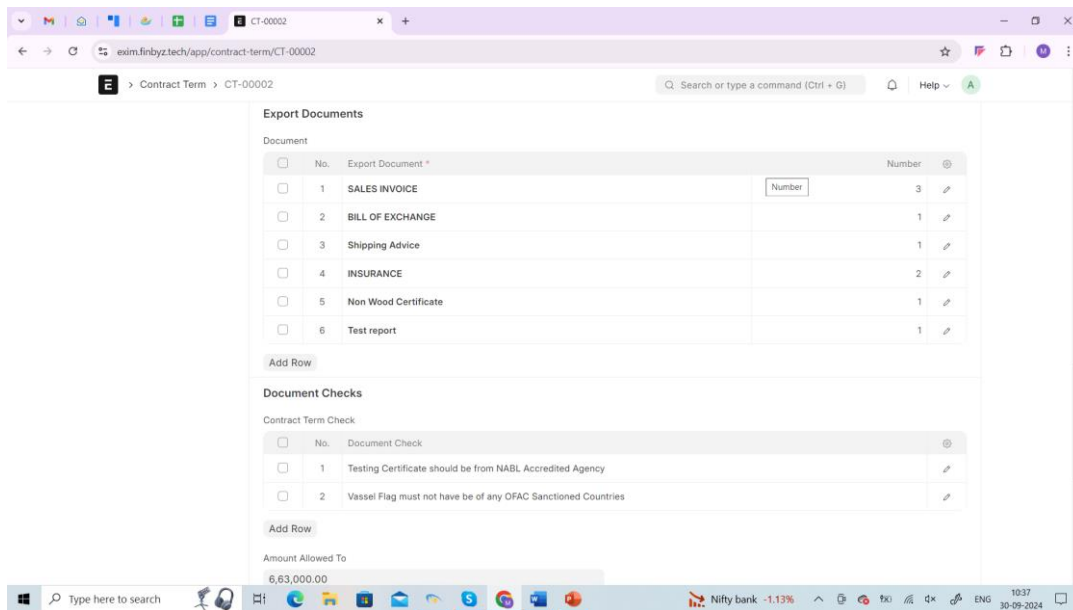 CT-00002
exim.finbyz.tech/app/contract-term/CT-00002
E > Contract Term > CT-00002
Search or type a command (Ctrl + G)
Help
A
Export Documents
Document
No. Export Document * Number
1 SALES INVOICE 3
Number
2 BILL OF EXCHANGE 1
3 Shipping Advice 1
4 INSURANCE 2
5 Non Wood Certificate 1
6 Test report 1
Add Row
Document Checks
Contract Term Check
No. Document Check
1 Testing Certificate should be from NABL Accredited Agency
2 Vassel Flag must not have be of any OFAC Sanctioned Countries
Add Row
Amount Allowed To
6,63,000.00
Type here to search
Nifty bank -1.13%
ENG
10:37
30-09-2024